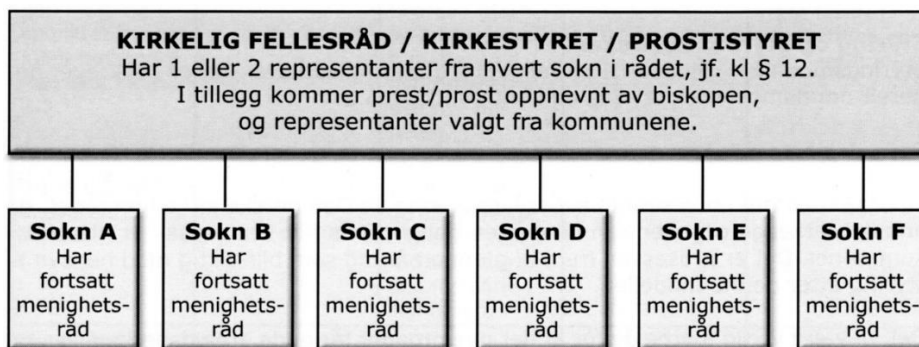 KIRKELIG FELLESRÅD / KIRKESTYRET / PROSTISTYRET
Har 1 eller 2 representanter fra hvert sokn i rådet, jf. kl § 12.
I tillegg kommer prest/prost oppnevnt av biskopen,
og representanter valgt fra kommunene.
Sokn A
Har
fortsatt
menighets-
råd
Sokn B
Har
fortsatt
menighets-
råd
Sokn C
Har
fortsatt
menighets-
råd
Sokn D
Har
fortsatt
menighets-
råd
Sokn E
Har
fortsatt
menighets-
råd
Sokn F
Har
fortsatt
menighets-
råd